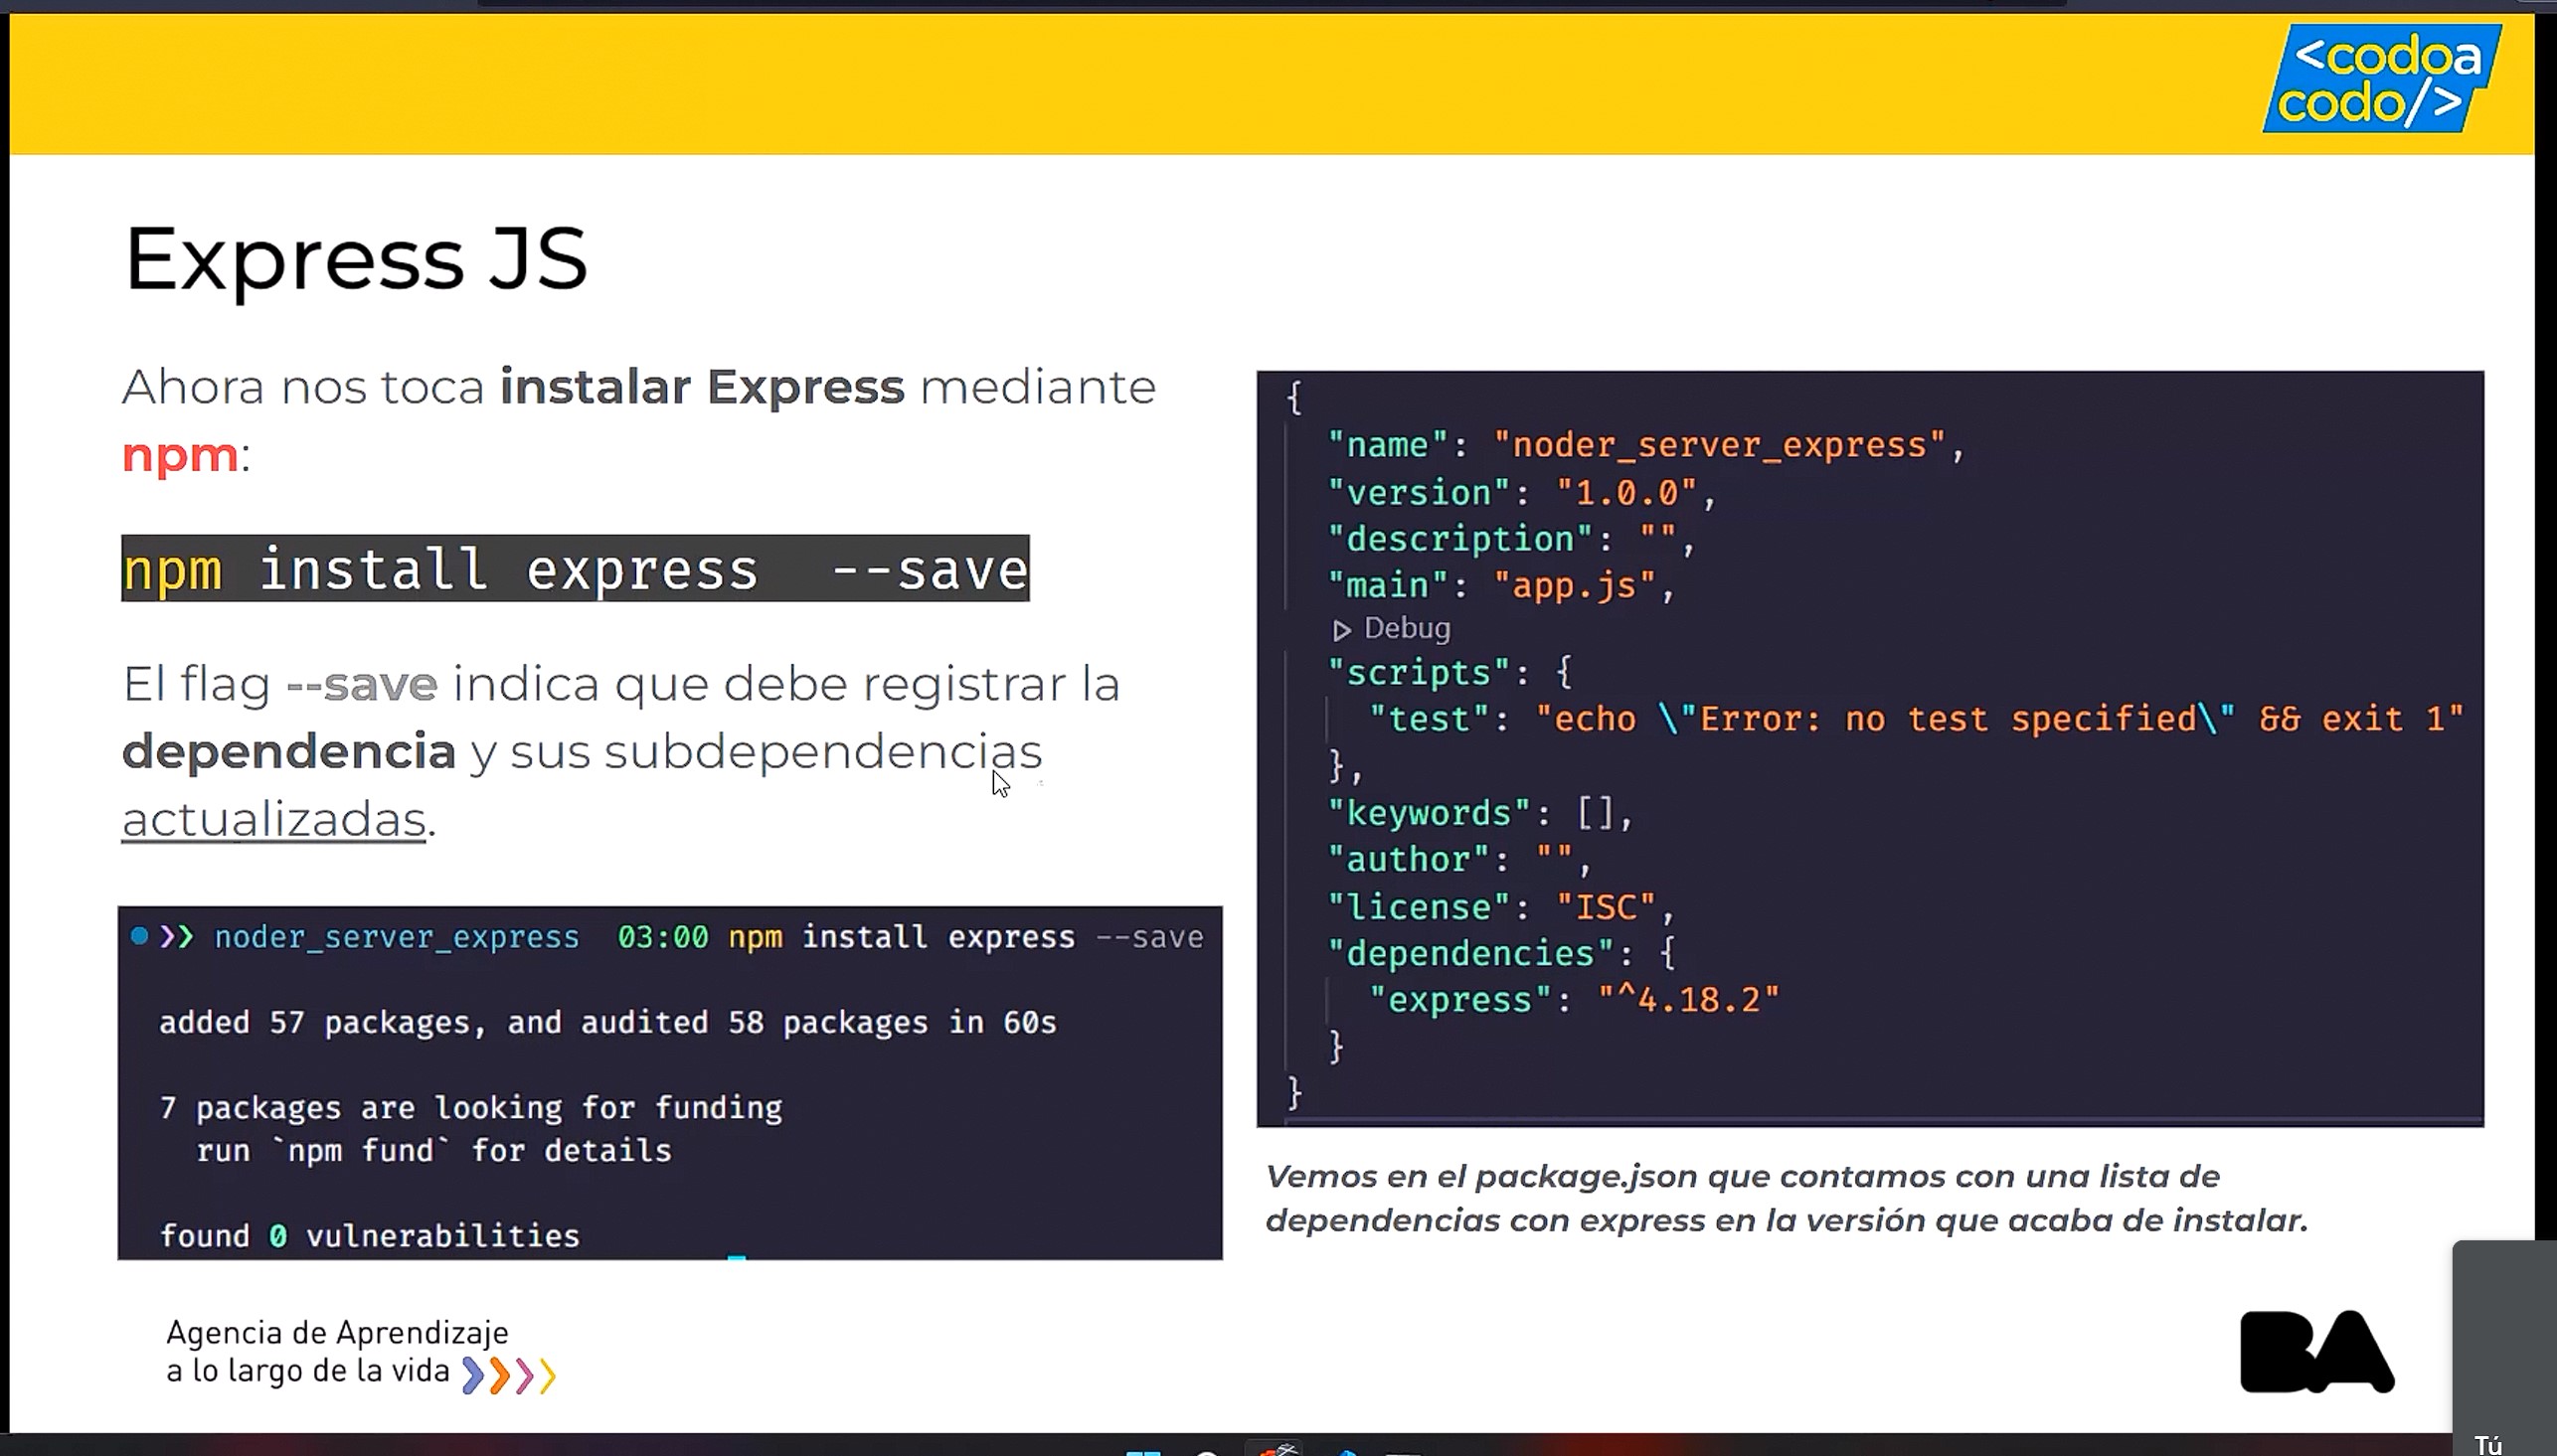 <codoa
codo/>
Express JS
Ahora nos toca instalar Express mediante
npm:
npm install express  --save
El flag --save indica que debe registrar la
dependencia y sus subdependencias
actualizadas.
❯❯ noder_server_express  03:00 npm install express --save
added 57 packages, and audited 58 packages in 60s
7 packages are looking for funding
  run `npm fund` for details
found 0 vulnerabilities
{
  "name": "noder_server_express",
  "version": "1.0.0",
  "description": "",
  "main": "app.js",
  ▷ Debug
  "scripts": {
    "test": "echo \"Error: no test specified\" && exit 1"
  },
  "keywords": [],
  "author": "",
  "license": "ISC",
  "dependencies": {
    "express": "^4.18.2"
  }
}
Vemos en el package.json que contamos con una lista de
dependencias con express en la versión que acaba de instalar.
Agencia de Aprendizaje
a lo largo de la vida
BA
Tú